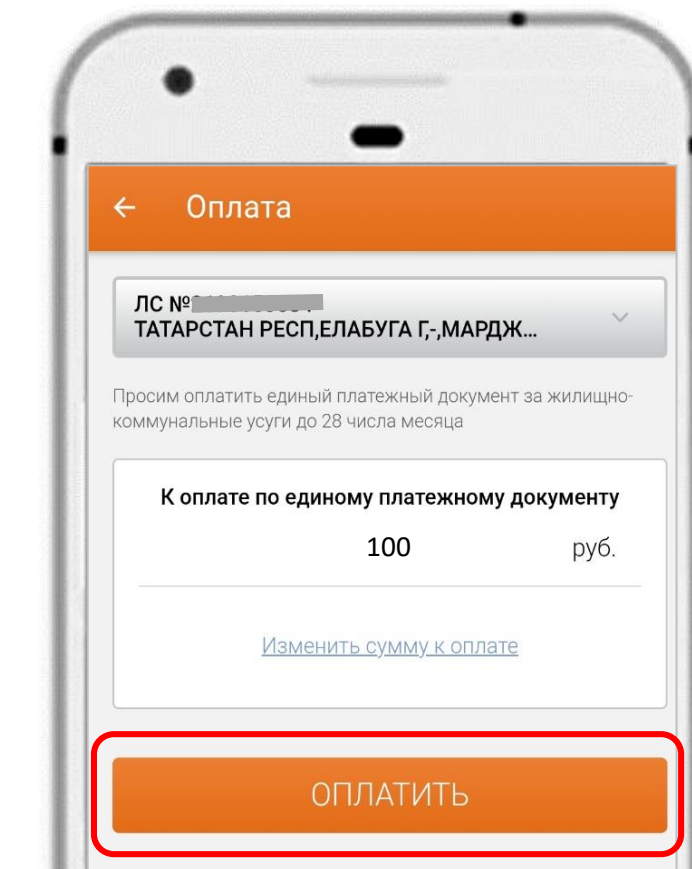 Оплата
ЛС №
ТАТАРСТАН РЕСП,ЕЛАБУГА Г,-,МАРДЖ...
Просим оплатить единый платежный документ за жилищно-
коммунальные усуги до 28 числа месяца
К оплате по единому платежному документу
100 руб.
Изменить сумму к оплате
ОПЛАТИТЬ